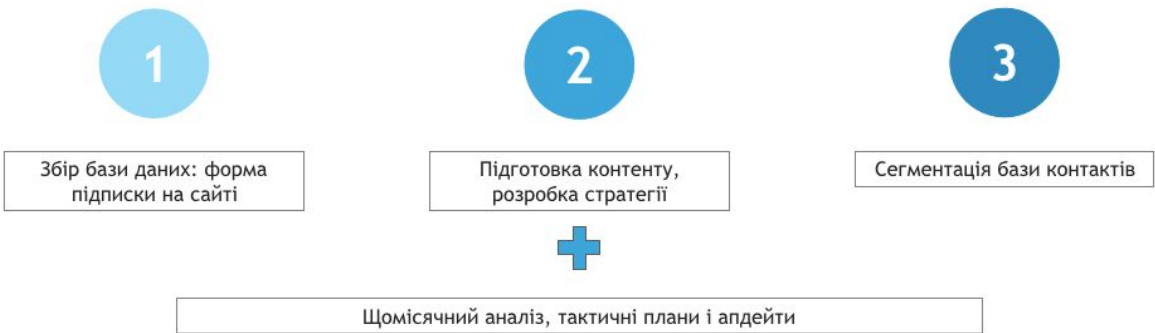 1
2
3
Збір бази даних: форма
підписки на сайті
Підготовка контенту,
розробка стратегії
Сегментація бази контактів
Щомісячний аналіз, тактичні плани і апдейти